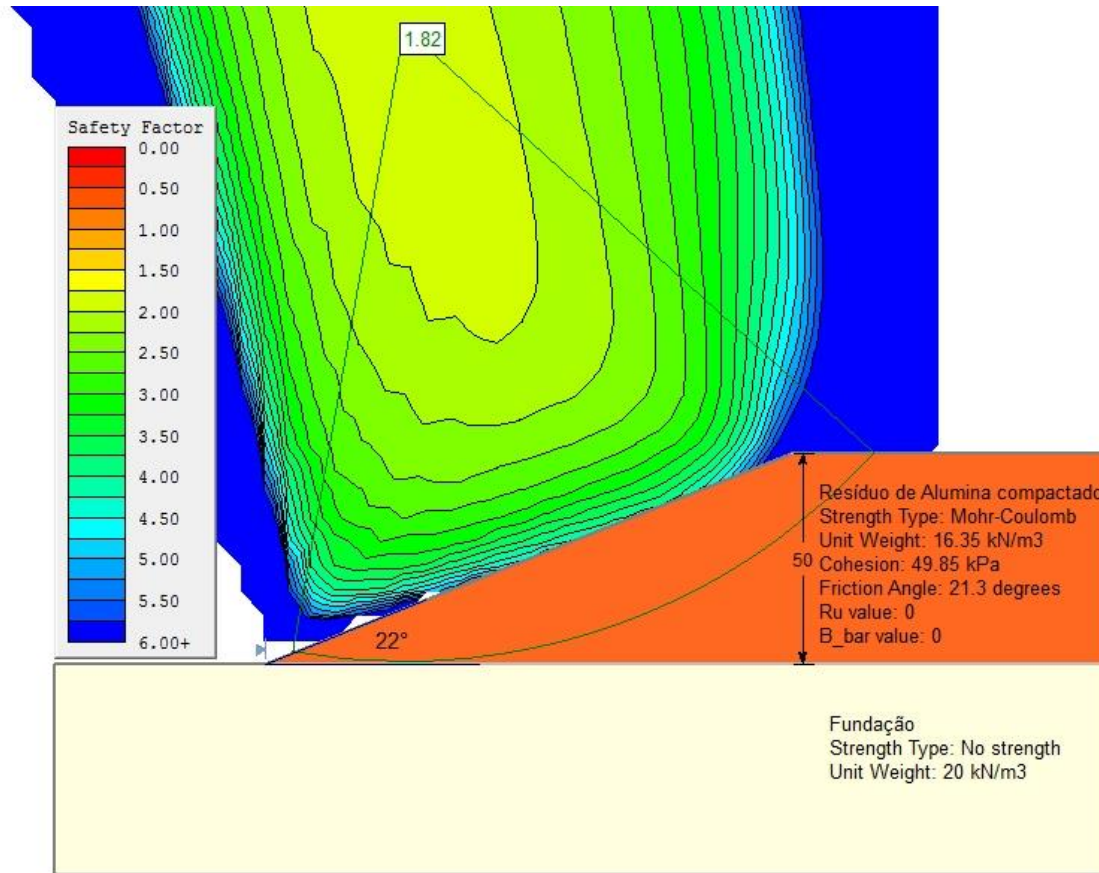 1.82
Safety Factor
0.00
0.50
1.00
1.50
2.00
2.50
3.00
3.50
4.00
4.50
5.00
5.50
6.00+
22°
50
Resíduo de Alumina compactado
Strength Type: Mohr-Coulomb
Unit Weight: 16.35 kN/m3
Cohesion: 49.85 kPa
Friction Angle: 21.3 degrees
Ru value: 0
B_bar value: 0
Fundação
Strength Type: No strength
Unit Weight: 20 kN/m3